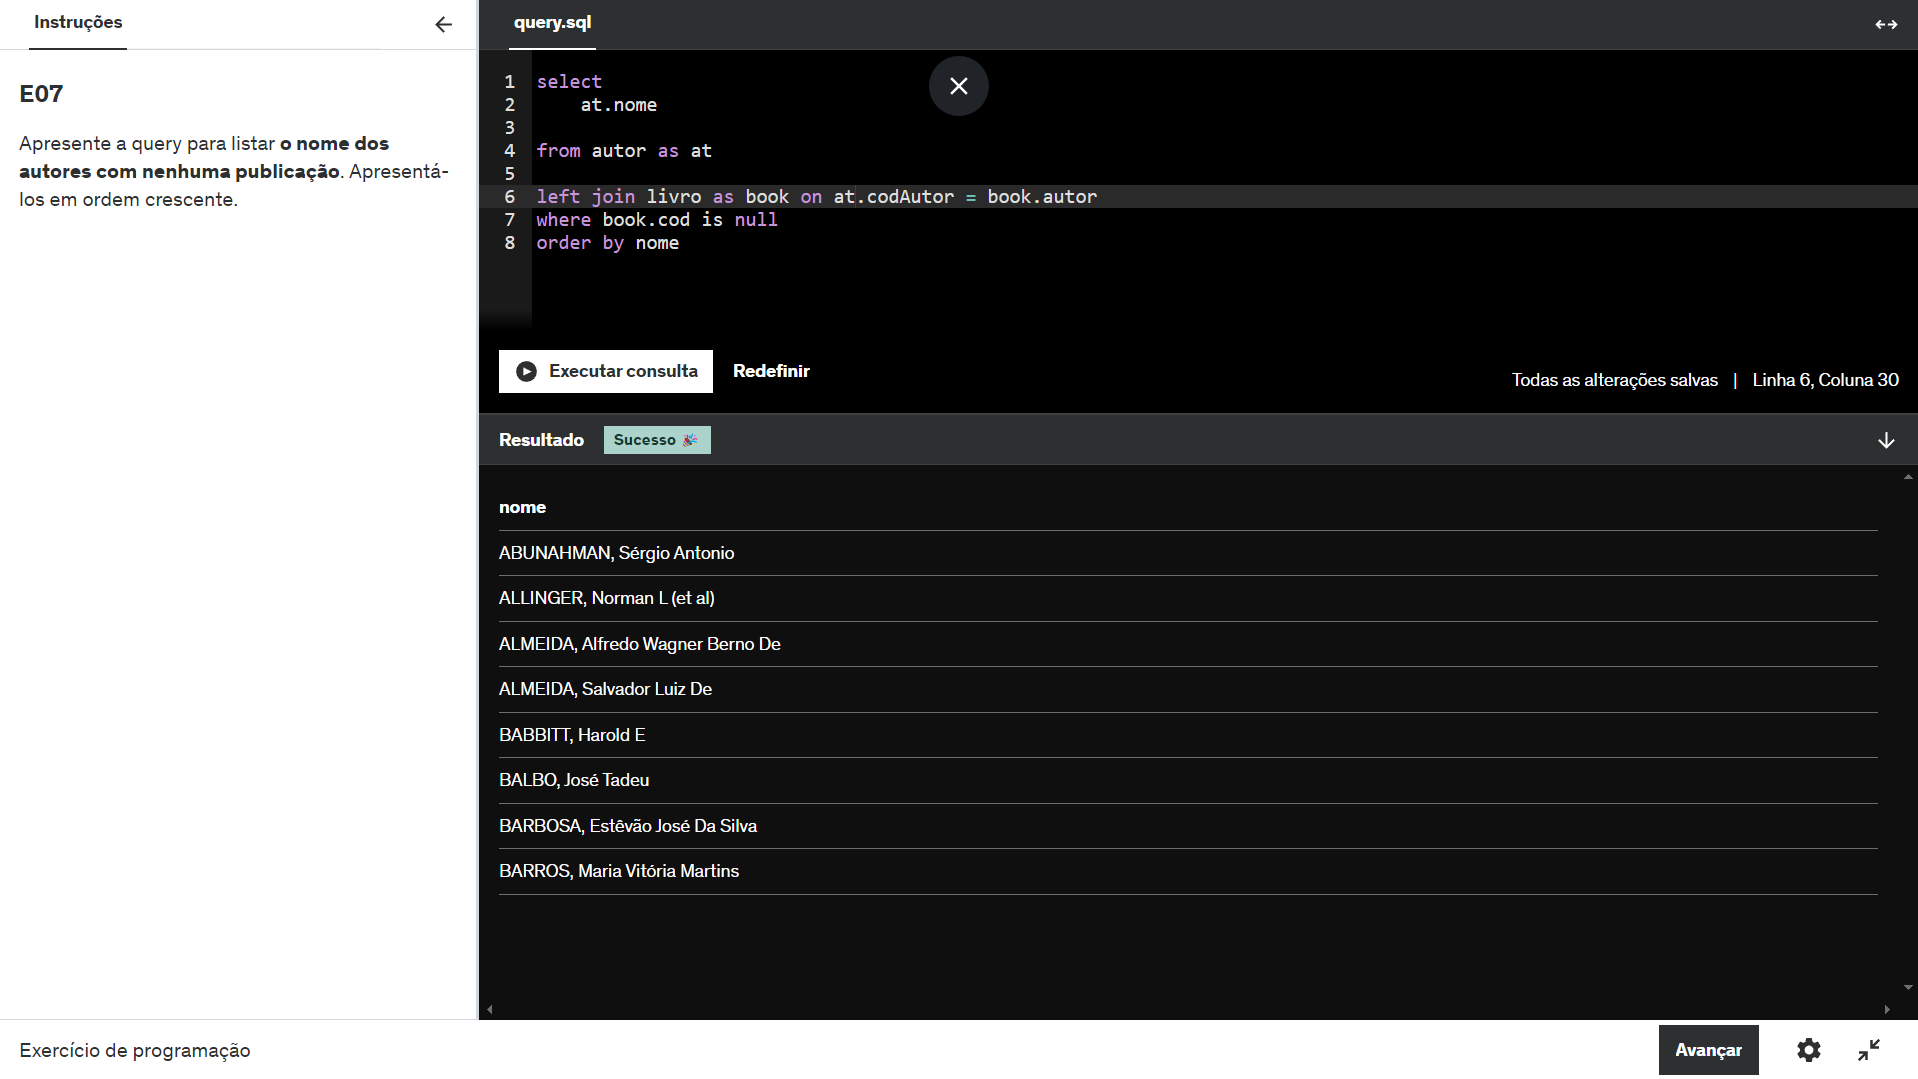 Instruções
E07
Apresente a query para listar o nome dos
autores com nenhuma publicação. Apresentá-
los em ordem crescente.
query.sql
1 select
2     at.nome
3
4 from autor as at
5
6 left join livro as book on at.codAutor = book.autor
7 where book.cod is null
8 order by nome
Executar consulta
Redefinir
Todas as alterações salvas | Linha 6, Coluna 30
Resultado
Sucesso 🎉
nome
ABUNAHMAN, Sérgio Antonio
ALLINGER, Norman L (et al)
ALMEIDA, Alfredo Wagner Berno De
ALMEIDA, Salvador Luiz De
BABBITT, Harold E
BALBO, José Tadeu
BARBOSA, Estêvão José Da Silva
BARROS, Maria Vitória Martins
Exercício de programação
Avançar